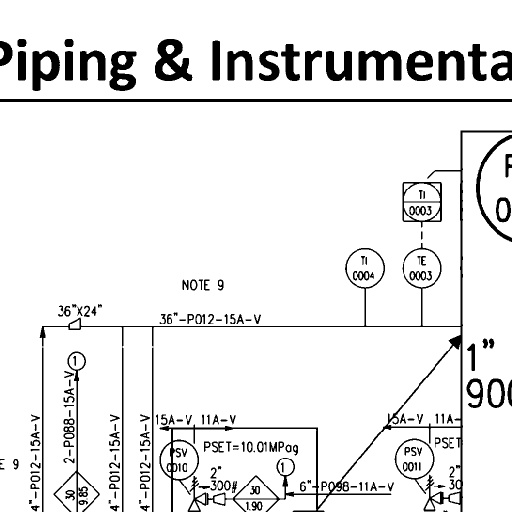 Piping & Instrumenta
TI
0003
TI
0004
TE
0003
F
0
NOTE 9
36"X24"
36"-P012-15A-V
1
2-P088-15A-V
1"
900
15A-V 11A-V
15A-V 11A-
PSV
0010
PSET=10.01MPag
PSV
0011
PSET
E 9
4"-P012-15A-V
4"-P012-15A-V
4"-P012-15A-V
30
9.85
2"
300#
1
30
1.90
6"-P098-11A-V
2"
30